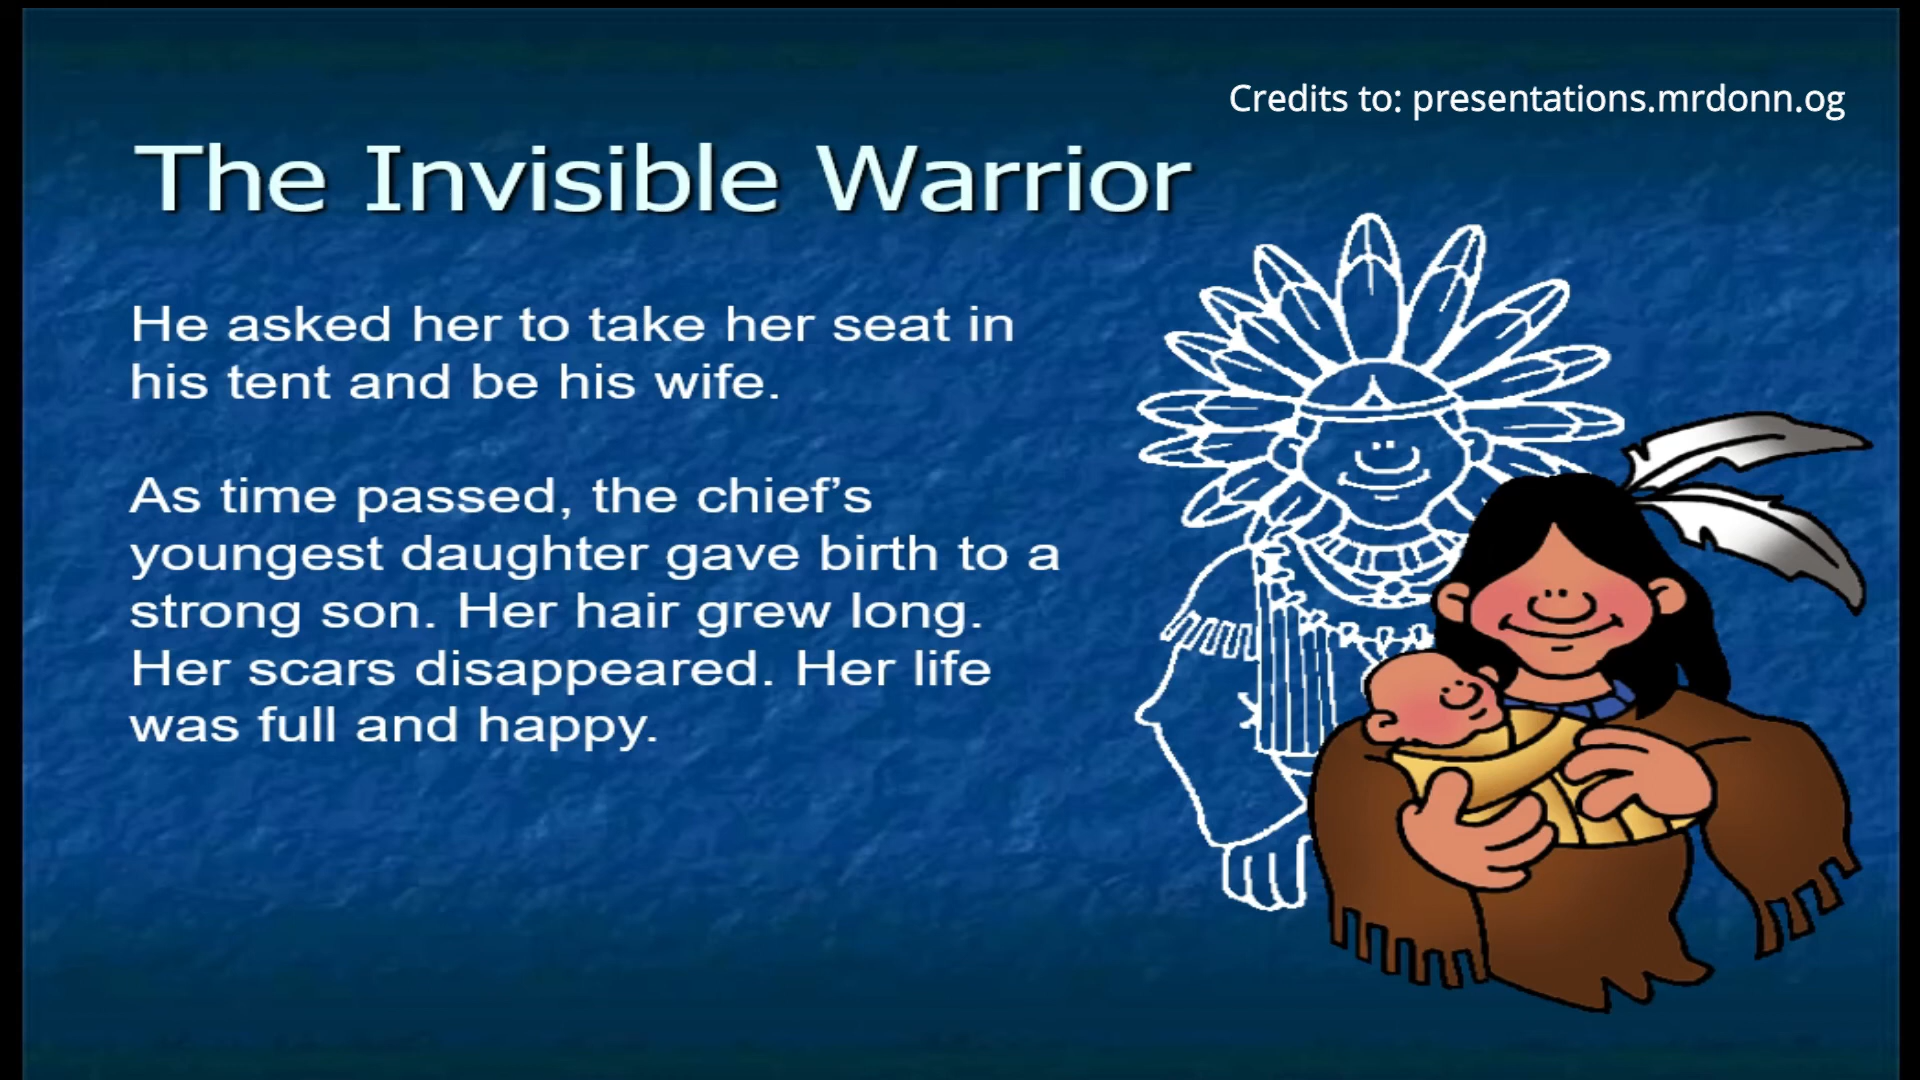 Credits to: presentations.mrdonn.og
The Invisible Warrior
He asked her to take her seat in
his tent and be his wife.
As time passed, the chief’s
youngest daughter gave birth to a
strong son. Her hair grew long.
Her scars disappeared. Her life
was full and happy.